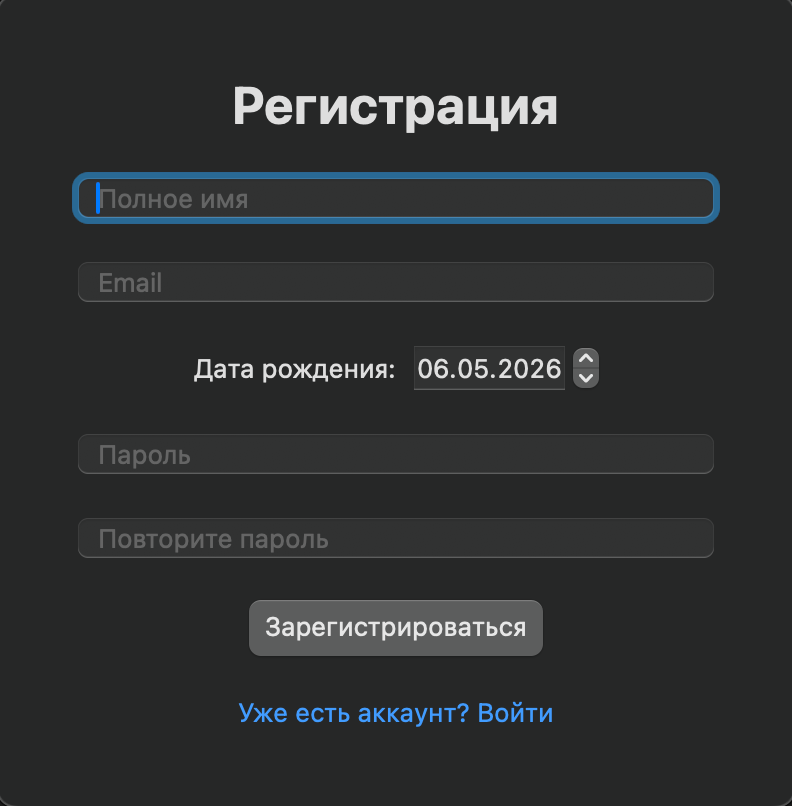 Регистрация
Полное имя
Email
Дата рождения: 06.05.2026
Пароль
Повторите пароль
Зарегистрироваться
Уже есть аккаунт? Войти